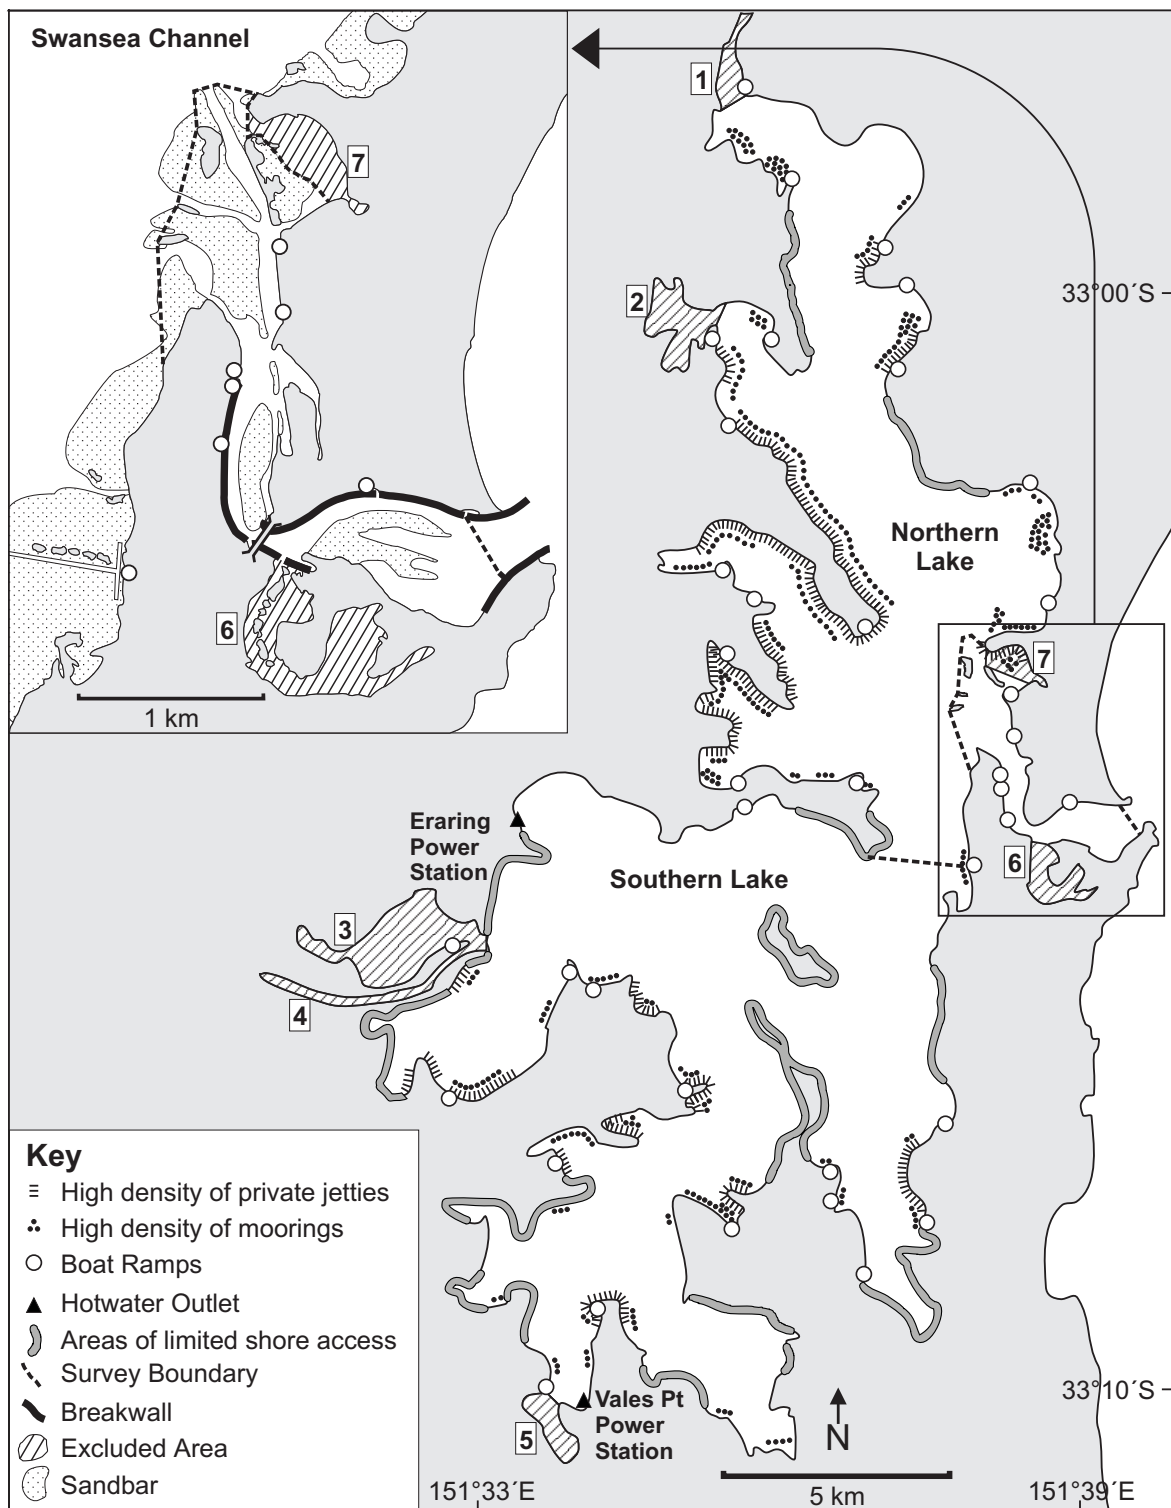 Swansea Channel
7
6
1 km
1
2
33°00´S
Northern
Lake
7
6
Eraring
Power
Station
Southern Lake
3
4
5
Vales Pt
Power
Station
N
33°10´S
151°33´E
5 km
151°39´E
Key
High density of private jetties
High density of moorings
Boat Ramps
Hotwater Outlet
Areas of limited shore access
Survey Boundary
Breakwall
Excluded Area
Sandbar